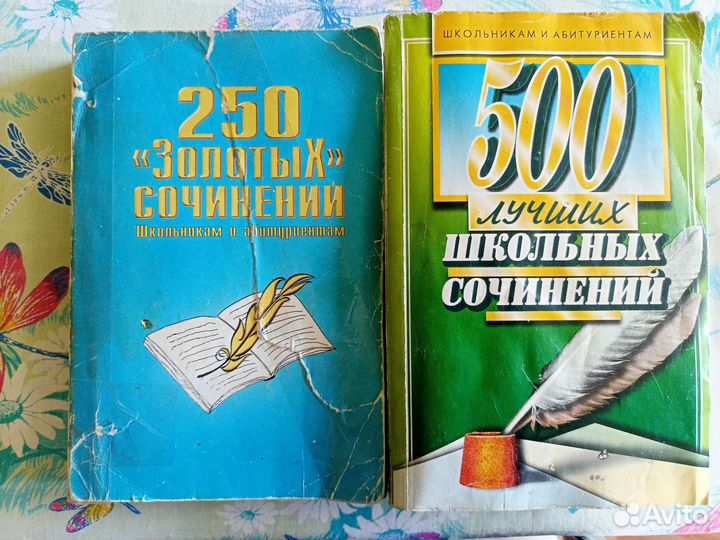 250
«ЗОЛОТЫХ»
СОЧИНЕНИЙ
Школьникам и абитуриентам
ШКОЛЬНИКАМ И АБИТУРИЕНТАМ
500
ЛУЧШИХ
ШКОЛЬНЫХ
СОЧИНЕНИЙ
Avito